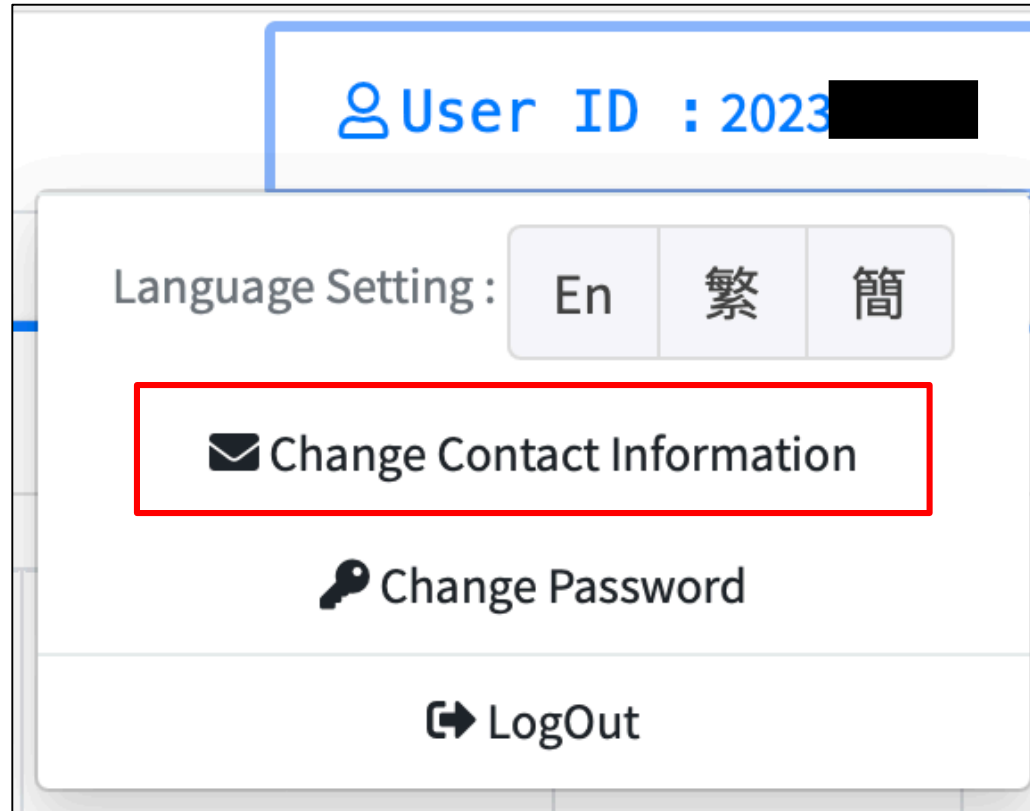 User ID : 2023
Language Setting : En 繁 簡
Change Contact Information
Change Password
LogOut